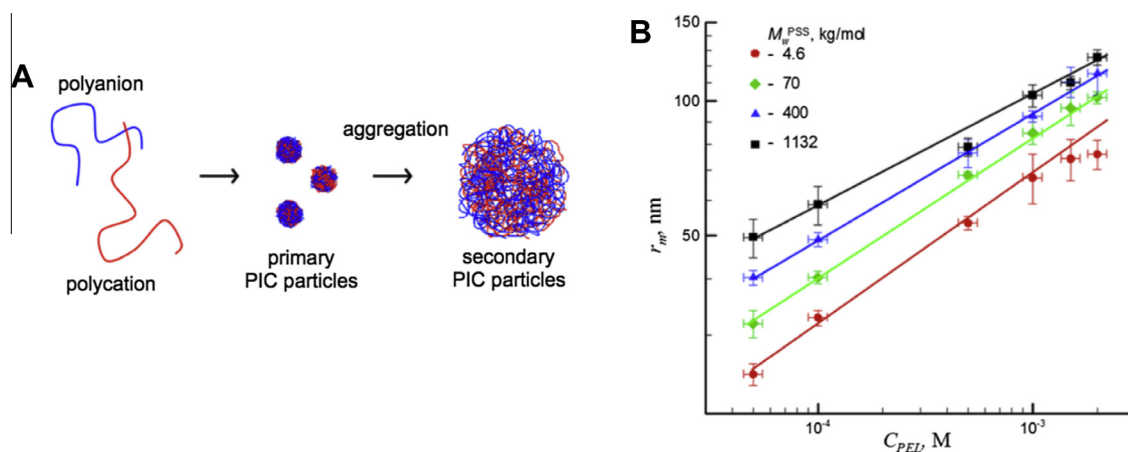 A
polyanion
polycation
primary
PIC particles
aggregation
secondary
PIC particles
B
M_w^PSS, kg/mol
- 4.6
- 70
- 400
- 1132
150
100
50
r_m, nm
10^-4
10^-3
C_PEL, M